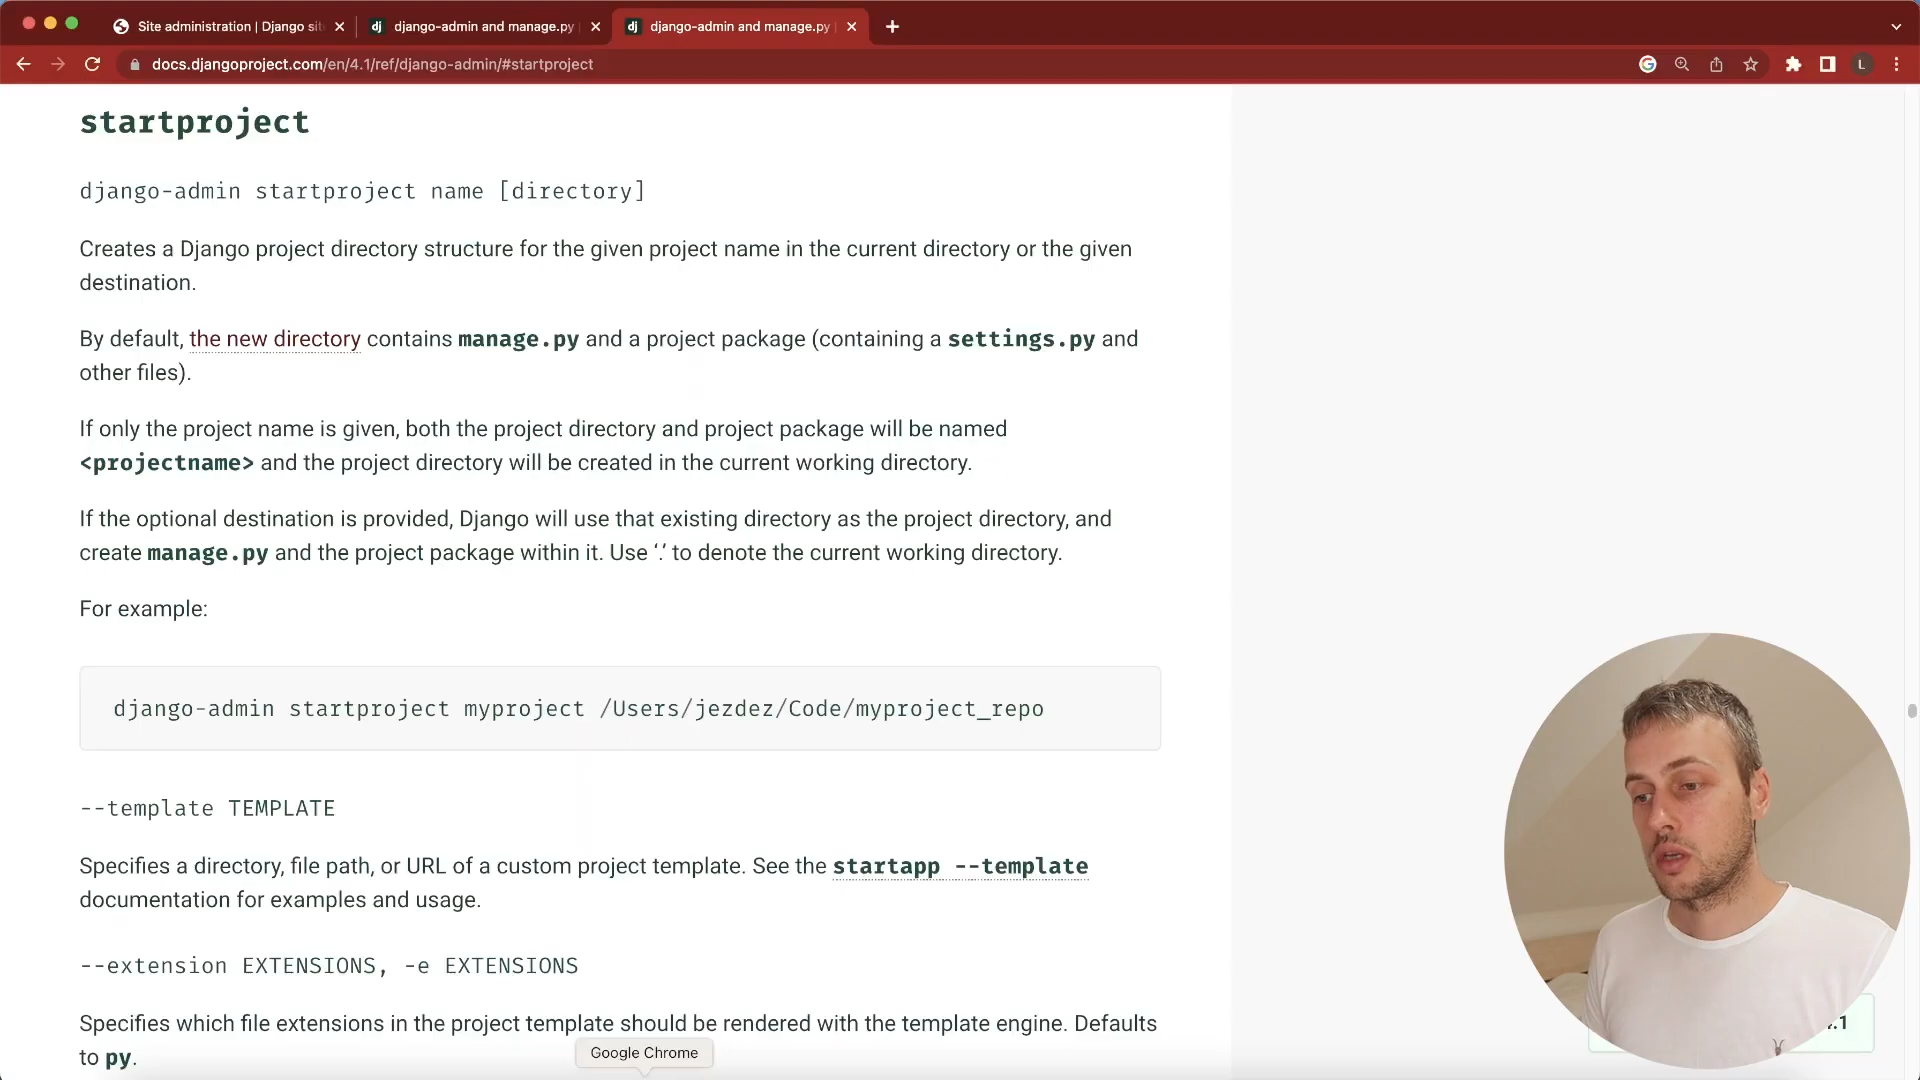 Site administration | Django sit
django-admin and manage.py
django-admin and manage.py
docs.djangoproject.com/en/4.1/ref/django-admin/#startproject
L
startproject
django-admin startproject name [directory]
Creates a Django project directory structure for the given project name in the current directory or the given
destination.
By default, the new directory contains manage.py and a project package (containing a settings.py and
other files).
If only the project name is given, both the project directory and project package will be named
<projectname> and the project directory will be created in the current working directory.
If the optional destination is provided, Django will use that existing directory as the project directory, and
create manage.py and the project package within it. Use ‘.’ to denote the current working directory.
For example:
django-admin startproject myproject /Users/jezdez/Code/myproject_repo
--template TEMPLATE
Specifies a directory, file path, or URL of a custom project template. See the startapp --template
documentation for examples and usage.
--extension EXTENSIONS, -e EXTENSIONS
Specifies which file extensions in the project template should be rendered with the template engine. Defaults
to py.
Google Chrome